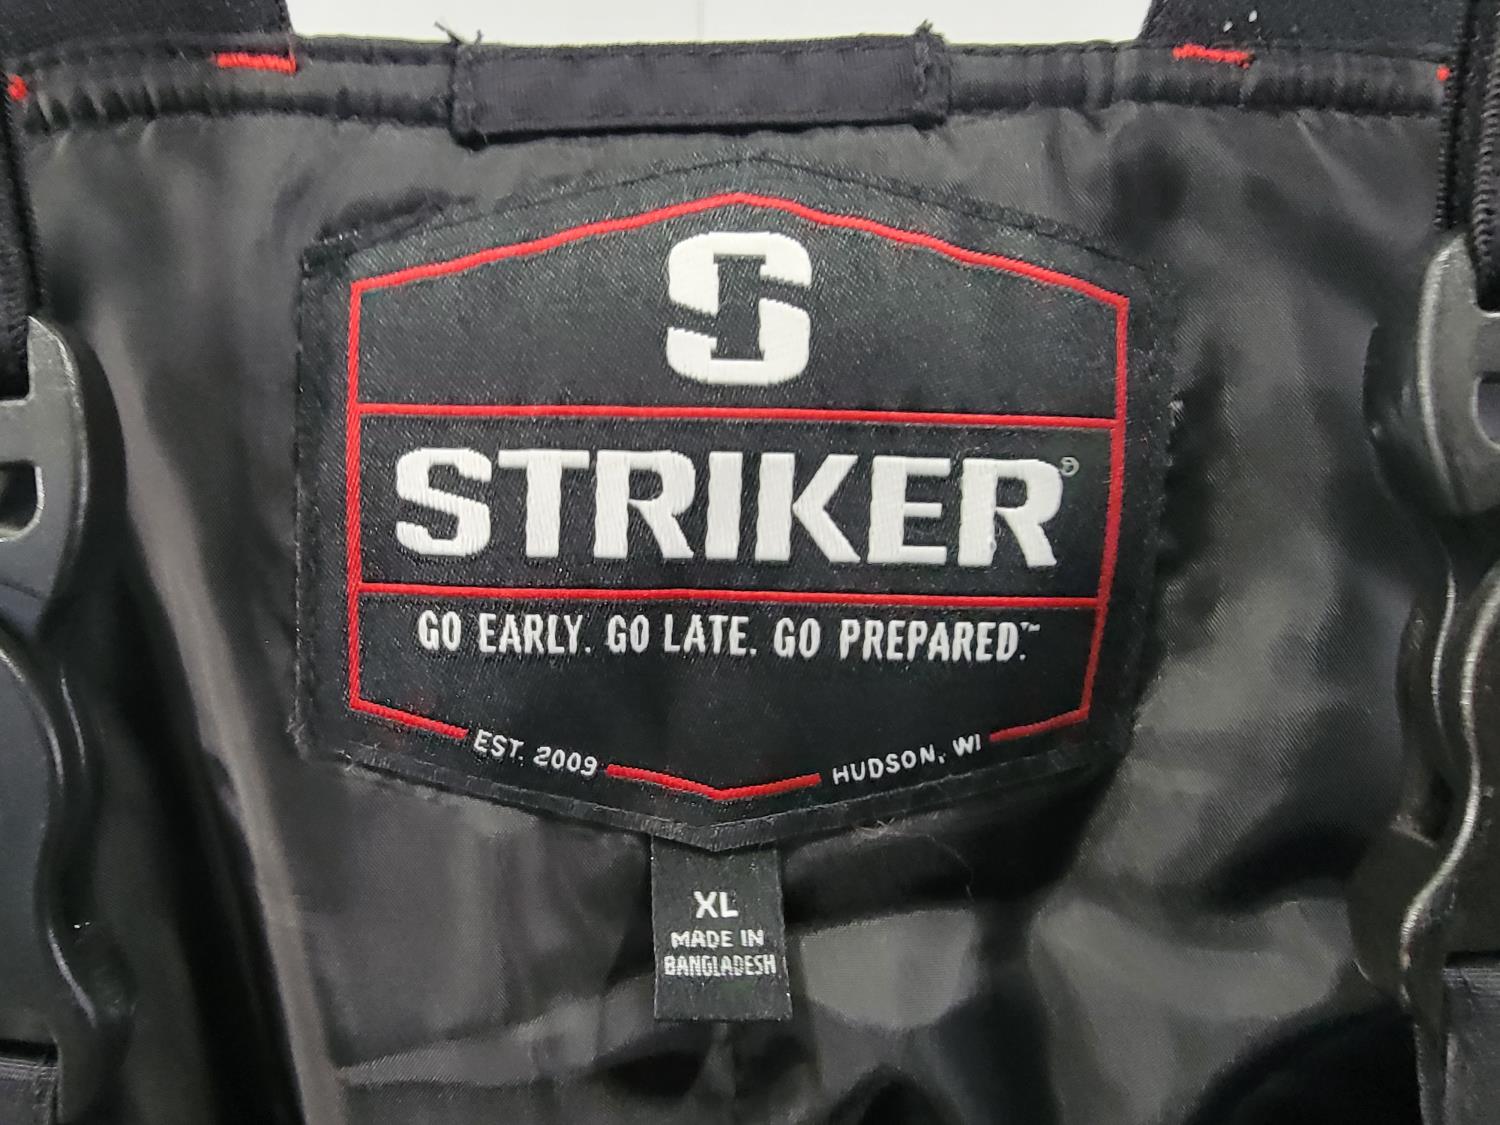 S
STRIKER®
GO EARLY. GO LATE. GO PREPARED.™
EST. 2009
HUDSON, WI
XL
MADE IN
BANGLADESH